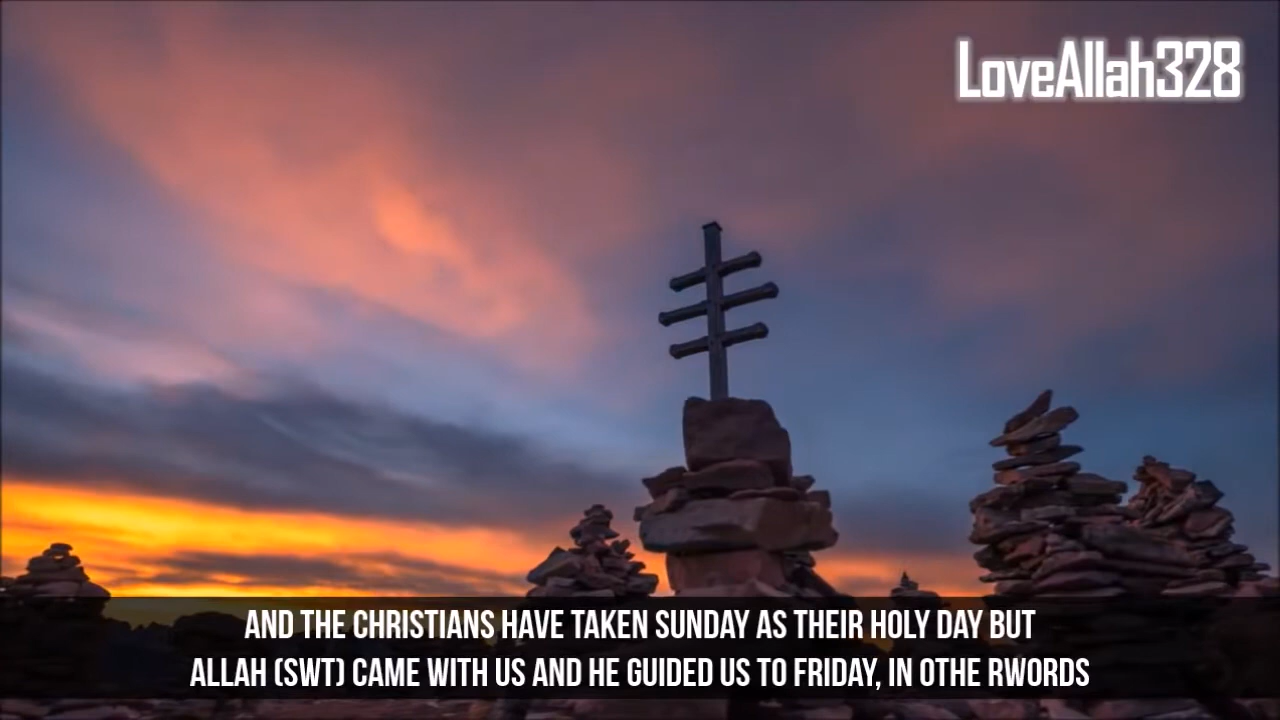 LoveAllah328
AND THE CHRISTIANS HAVE TAKEN SUNDAY AS THEIR HOLY DAY BUT
ALLAH (SWT) CAME WITH US AND HE GUIDED US TO FRIDAY, IN OTHE RWORDS